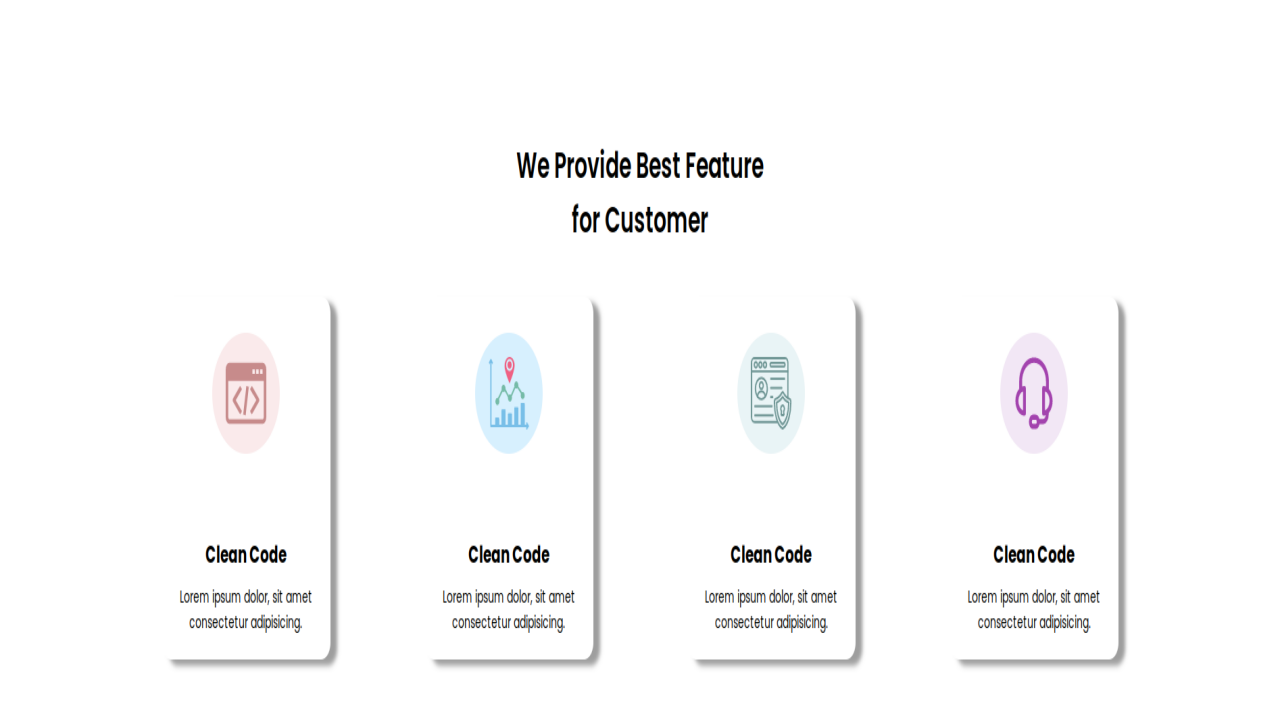 We Provide Best Feature
for Customer
Clean Code
Lorem ipsum dolor, sit amet
consectetur adipisicing.
Clean Code
Lorem ipsum dolor, sit amet
consectetur adipisicing.
Clean Code
Lorem ipsum dolor, sit amet
consectetur adipisicing.
Clean Code
Lorem ipsum dolor, sit amet
consectetur adipisicing.